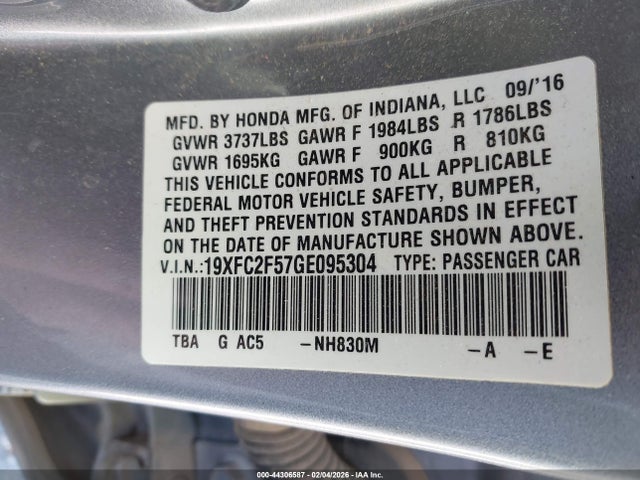 MFD. BY HONDA MFG. OF INDIANA, LLC 09/'16
GVWR 3737LBS GAWR F 1984LBS R 1786LBS
GVWR 1695KG GAWR F 900KG R 810KG
THIS VEHICLE CONFORMS TO ALL APPLICABLE
FEDERAL MOTOR VEHICLE SAFETY, BUMPER,
AND THEFT PREVENTION STANDARDS IN EFFECT
ON THE DATE OF MANUFACTURE SHOWN ABOVE.
V.I.N.:19XFC2F57GE095304 TYPE: PASSENGER CAR
TBA G AC5 -NH830M -A -E
000-44306587 - 02/04/2026 - IAA Inc.